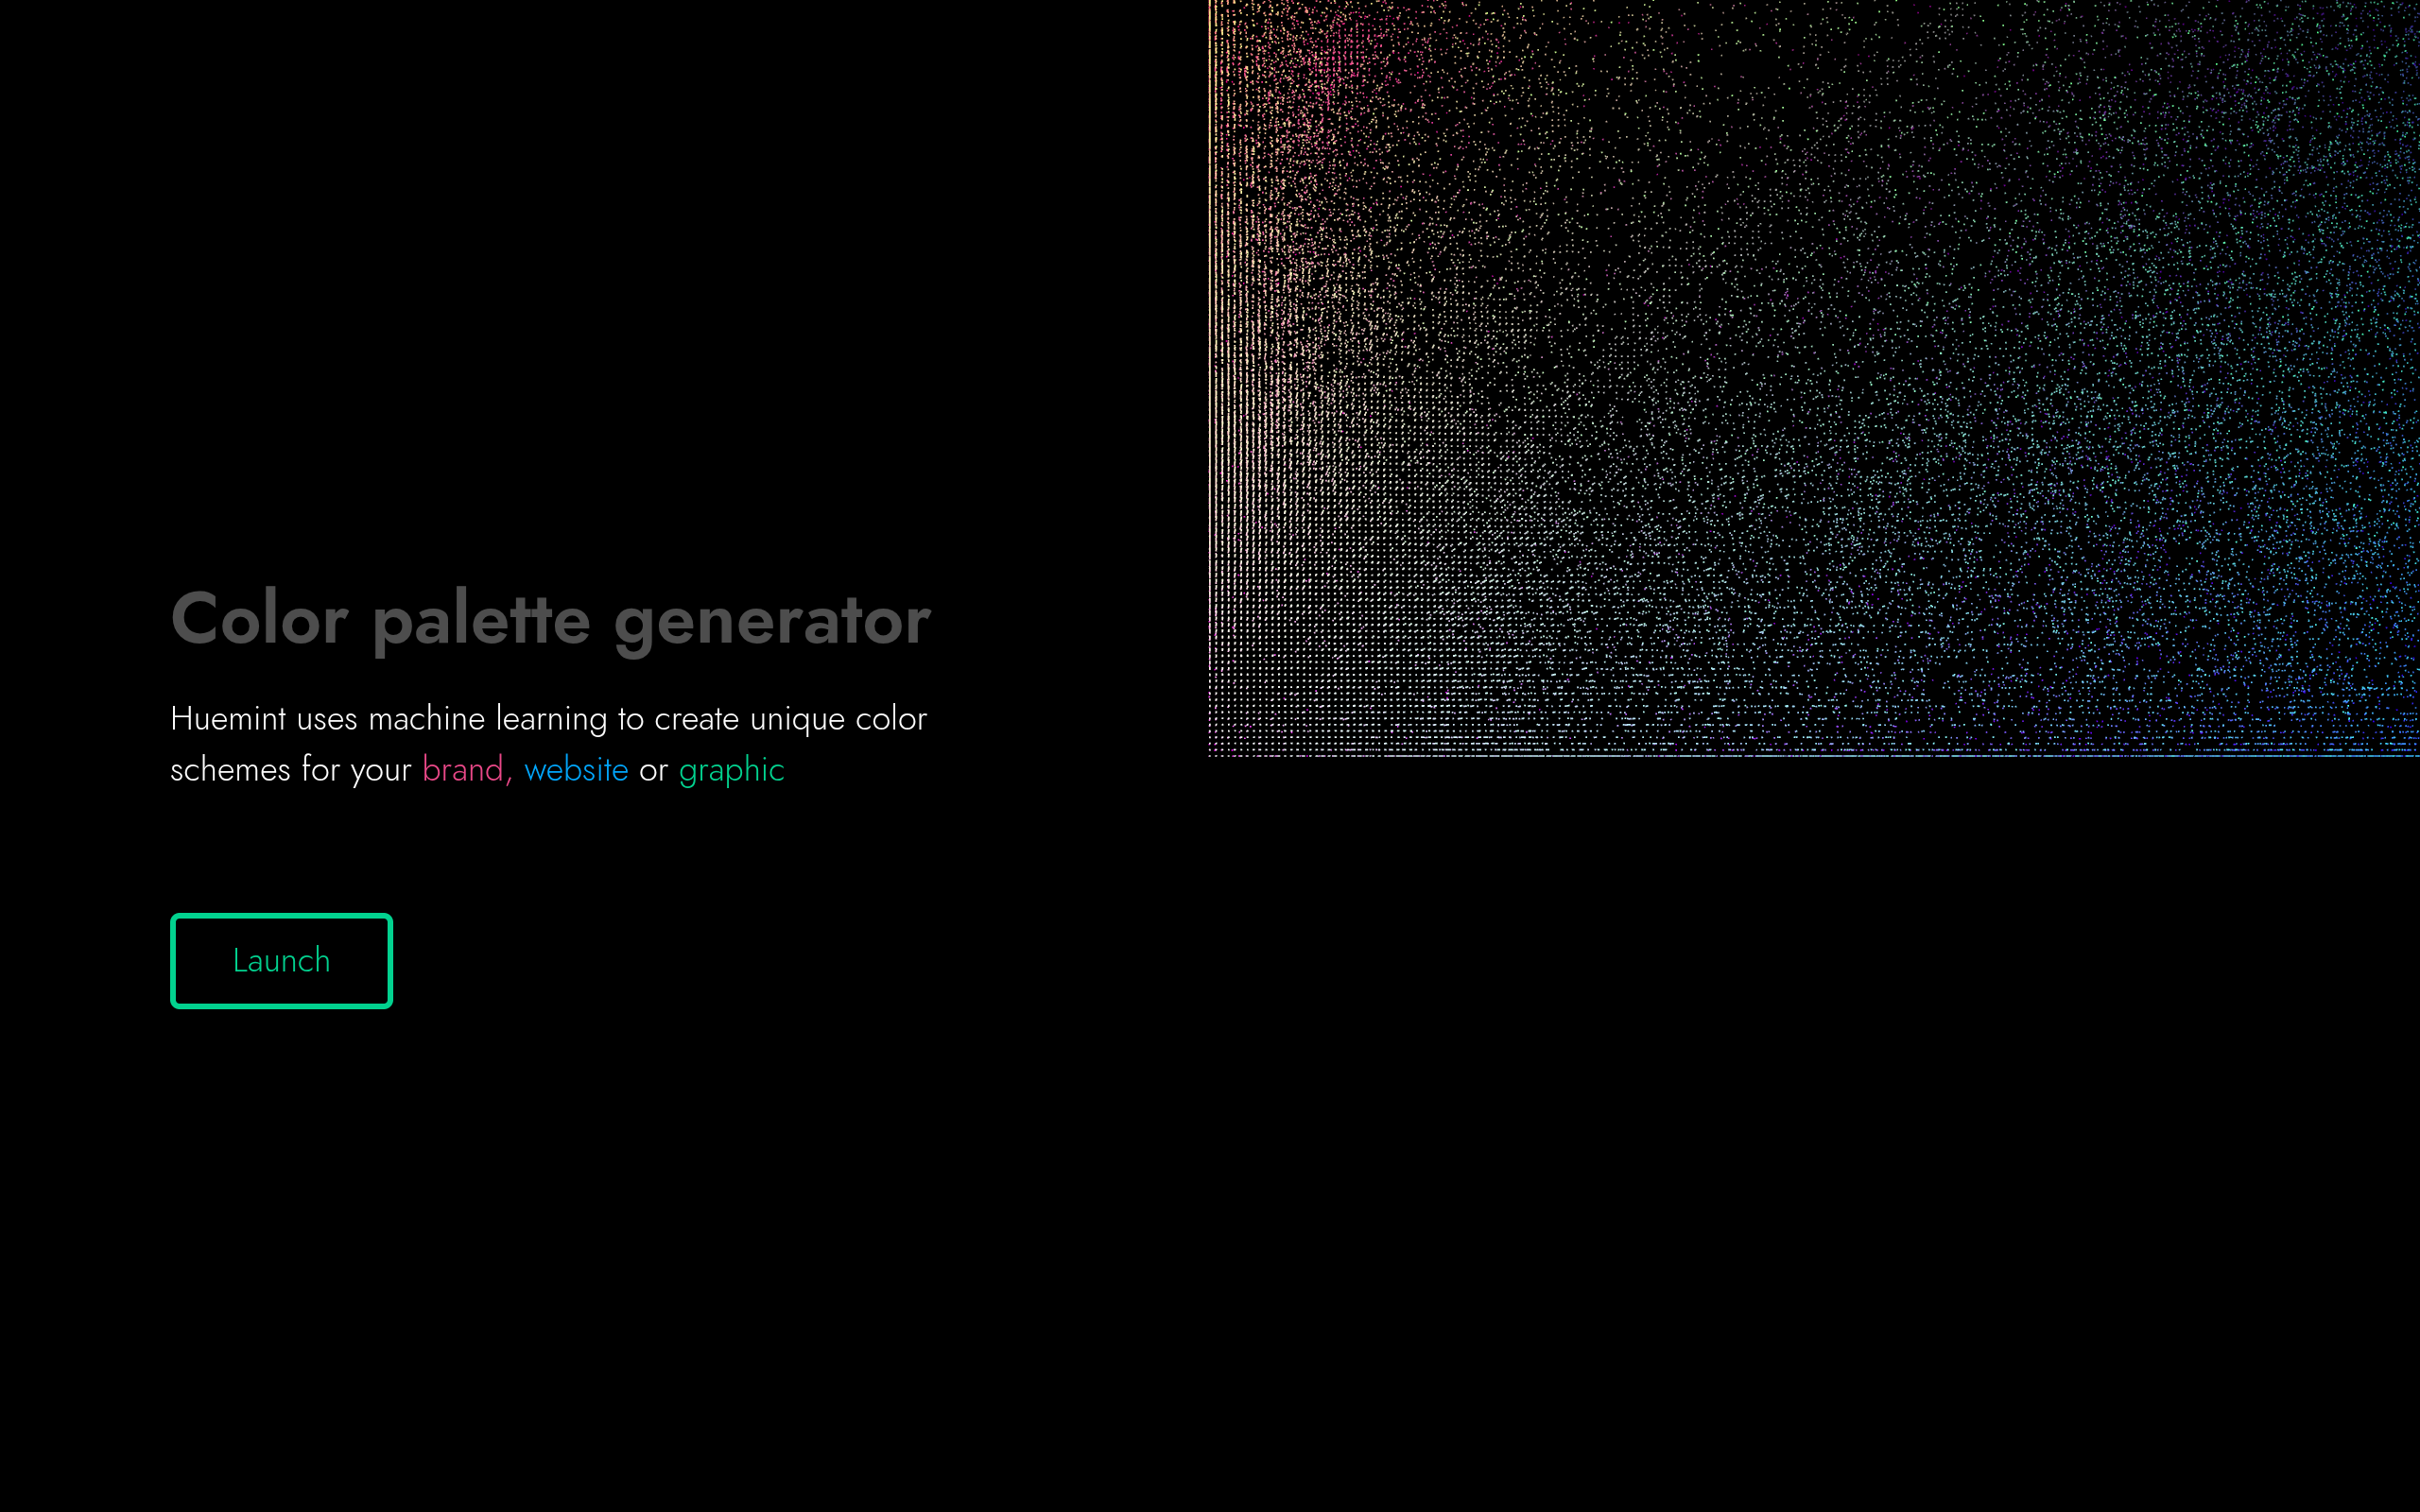 Color palette generator
Huemint uses machine learning to create unique color
schemes for your brand, website or graphic
Launch